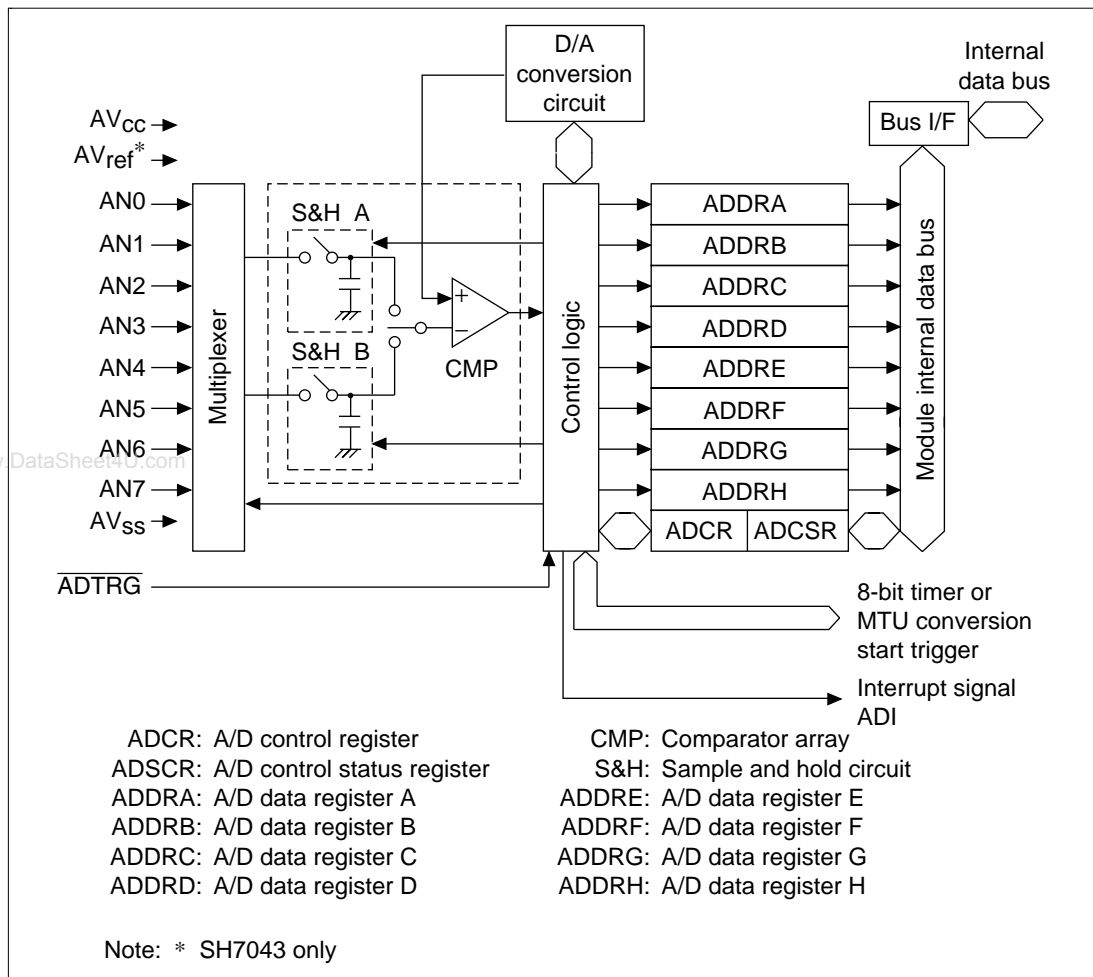 D/A
conversion
circuit
Internal
data bus
Bus I/F
AVcc
AVref*
AN0
AN1
AN2
AN3
AN4
AN5
AN6
AN7
AVss
ADTRG
Multiplexer
S&H A
S&H B
+
−
CMP
Control logic
ADDRA
ADDRB
ADDRC
ADDRD
ADDRE
ADDRF
ADDRG
ADDRH
ADCR
ADCSR
Module internal data bus
8-bit timer or
MTU conversion
start trigger
Interrupt signal
ADI
ADCR: A/D control register
ADSCR: A/D control status register
ADDRA: A/D data register A
ADDRB: A/D data register B
ADDRC: A/D data register C
ADDRD: A/D data register D
CMP: Comparator array
S&H: Sample and hold circuit
ADDRE: A/D data register E
ADDRF: A/D data register F
ADDRG: A/D data register G
ADDRH: A/D data register H
Note: * SH7043 only
.DataSheet4U.com